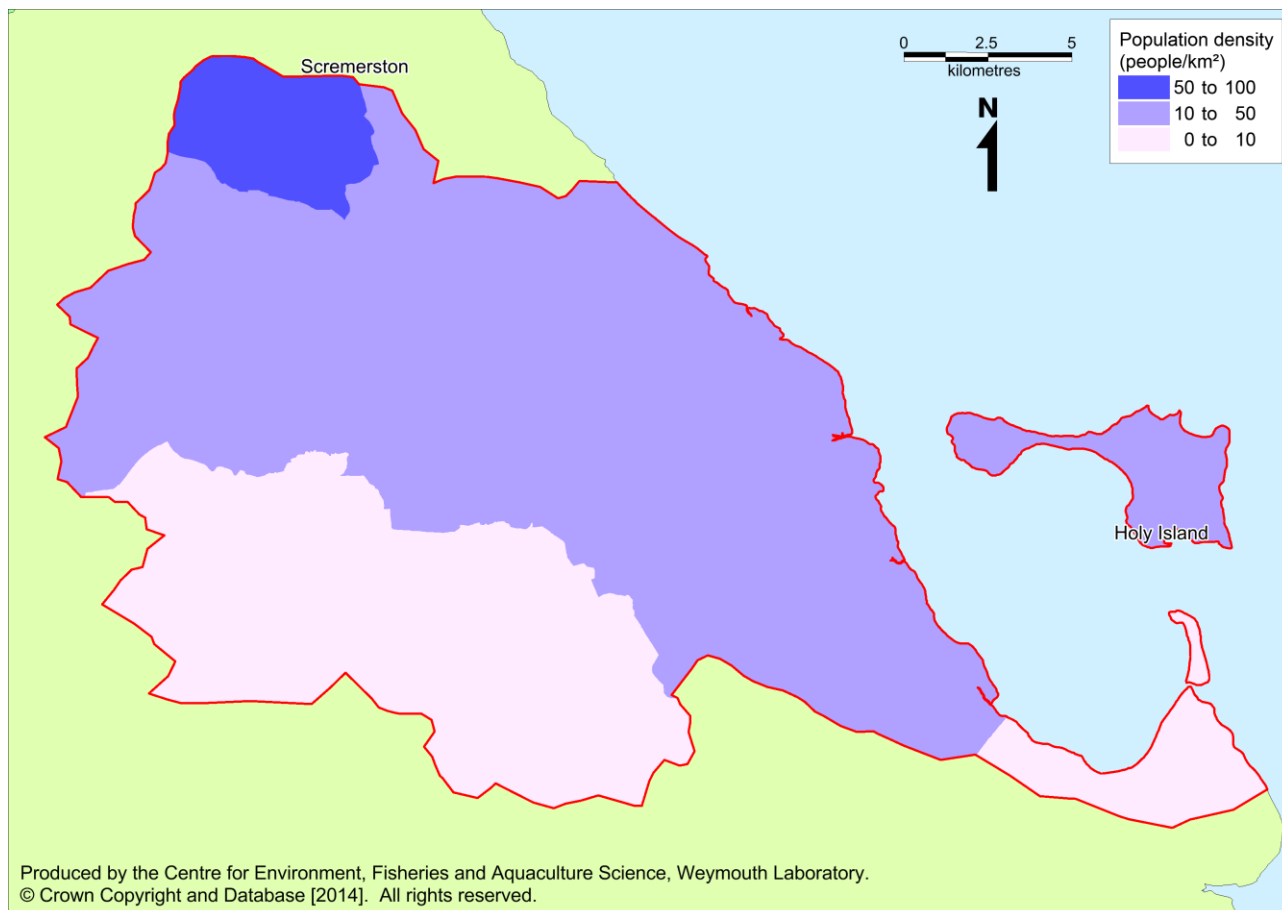 Scremerston
0 2.5 5
kilometres
N
Population density
(people/km²)
50 to 100
10 to 50
0 to 10
Holy Island
Produced by the Centre for Environment, Fisheries and Aquaculture Science, Weymouth Laboratory.
© Crown Copyright and Database [2014]. All rights reserved.